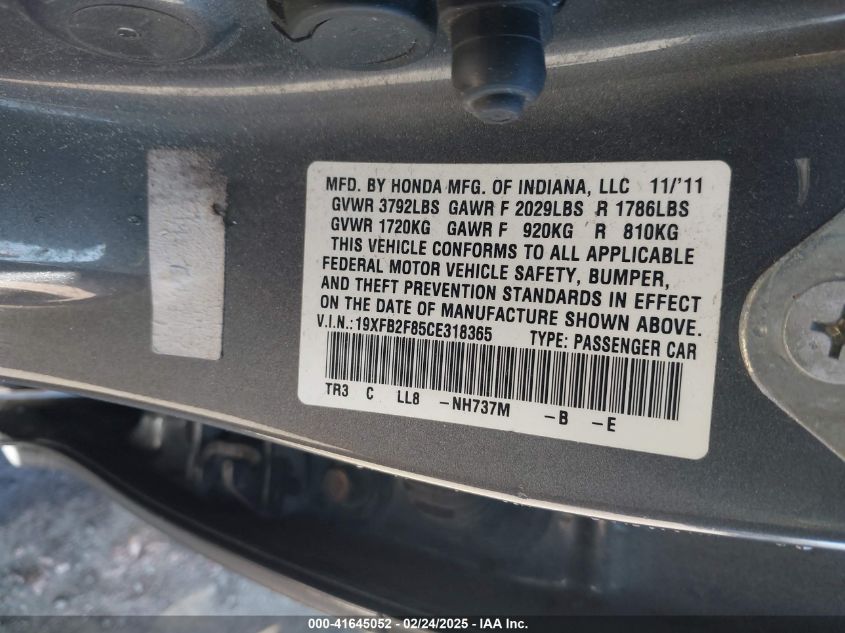 MFD. BY HONDA MFG. OF INDIANA, LLC 11/'11
GVWR 3792LBS GAWR F 2029LBS R 1786LBS
GVWR 1720KG GAWR F 920KG R 810KG
THIS VEHICLE CONFORMS TO ALL APPLICABLE
FEDERAL MOTOR VEHICLE SAFETY, BUMPER,
AND THEFT PREVENTION STANDARDS IN EFFECT
ON THE DATE OF MANUFACTURE SHOWN ABOVE.
V.I.N.: 19XFB2F85CE318365 TYPE: PASSENGER CAR
TR3 C LL8 -NH737M -B -E
000-41645052 - 02/24/2025 - IAAI, Inc.